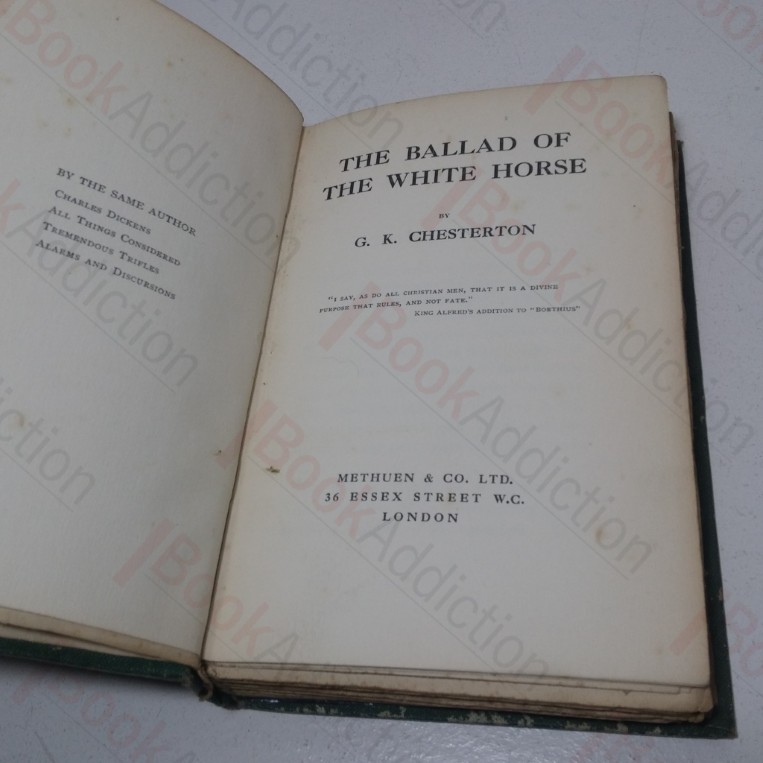 BY THE SAME AUTHOR
CHARLES DICKENS
ALL THINGS CONSIDERED
TREMENDOUS TRIFLES
ALARMS AND DISCURSIONS
THE BALLAD OF
THE WHITE HORSE
BY
G. K. CHESTERTON
"I SAY, AS DO ALL CHRISTIAN MEN, THAT IT IS A DIVINE
PURPOSE THAT RULES, AND NOT FATE."
KING ALFRED'S ADDITION TO "BOETHIUS"
METHUEN & CO. LTD.
36 ESSEX STREET W.C.
LONDON
BookAddiction